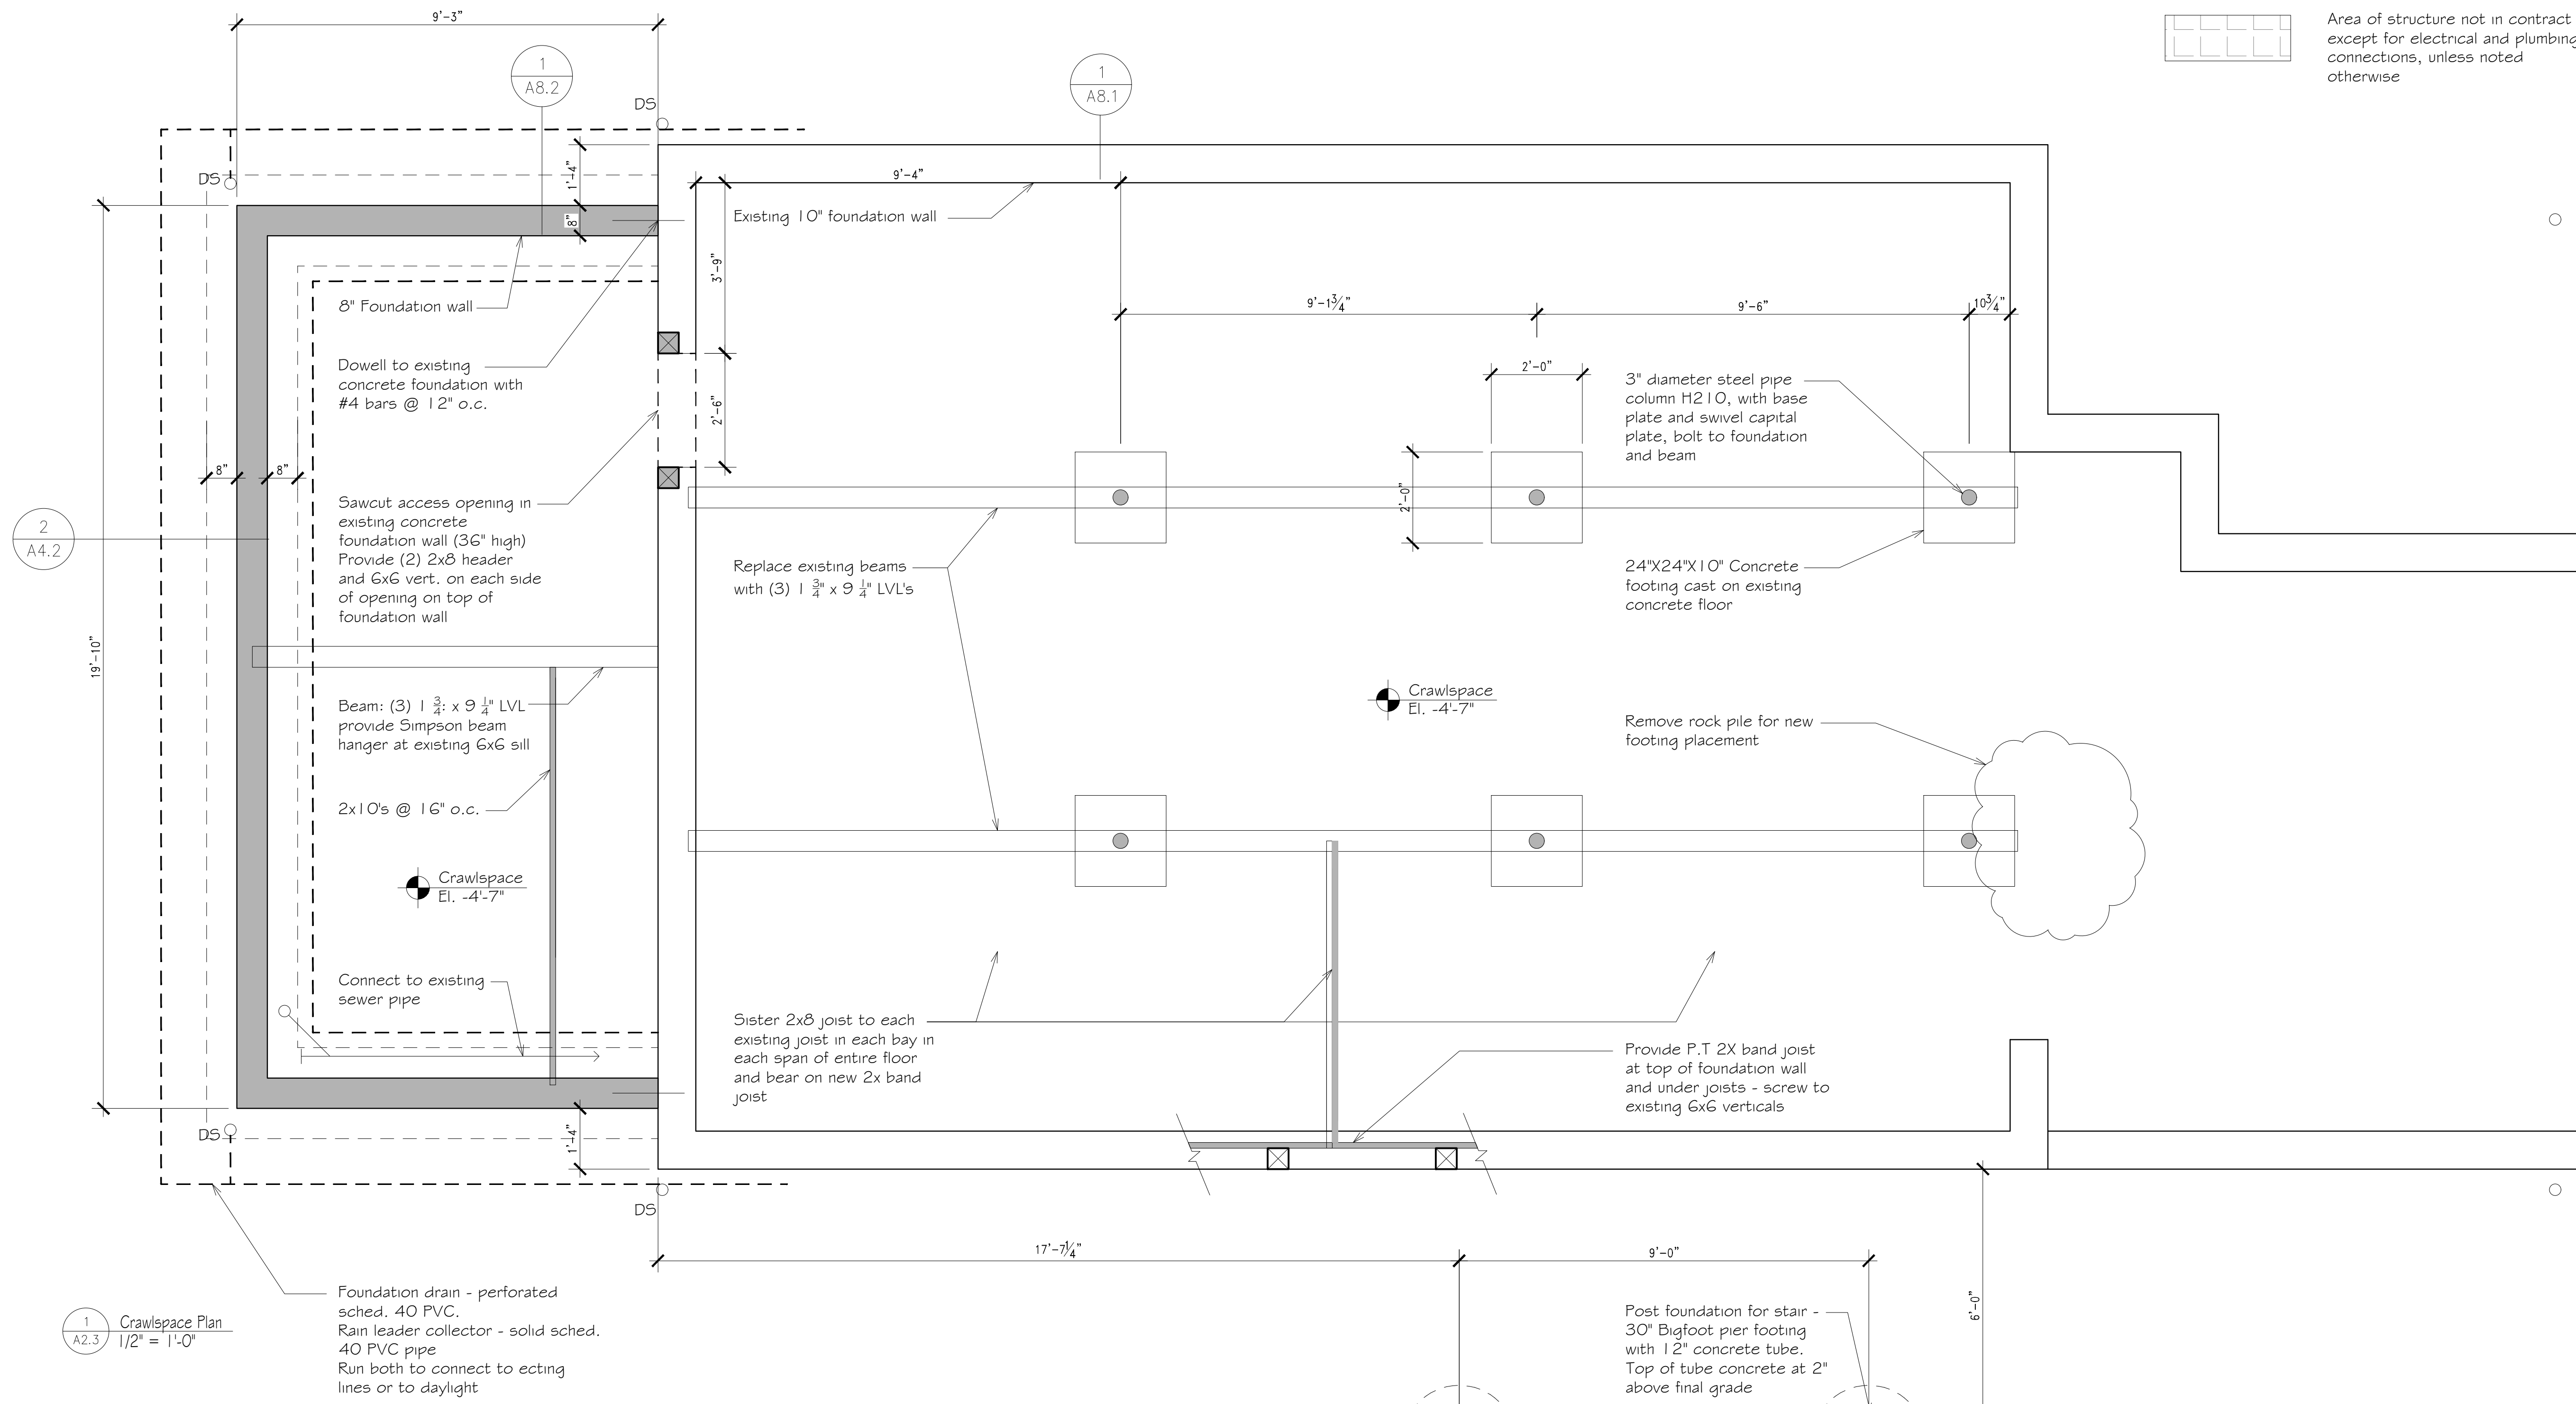 9'-3"
1
A8.2
DS
1
A8.1
Area of structure not in contract
except for electrical and plumbing
connections, unless noted
otherwise
DS
1'-4"
8"
9'-4"
Existing 10" foundation wall
3'-9"
9'-1 3/4"
9'-6"
10 3/4"
8" Foundation wall
Dowell to existing
concrete foundation with
#4 bars @ 12" o.c.
2'-6"
2'-0"
2'-0"
3" diameter steel pipe
column H210, with base
plate and swivel capital
plate, bolt to foundation
and beam
8"
8"
Sawcut access opening in
existing concrete
foundation wall (36" high)
Provide (2) 2x8 header
and 6x6 vert. on each side
of opening on top of
foundation wall
2
A4.2
Replace existing beams
with (3) 1 3/4" x 9 1/4" LVL's
24"X24"X10" Concrete
footing cast on existing
concrete floor
19'-10"
Beam: (3) 1 3/4: x 9 1/4" LVL
provide Simpson beam
hanger at existing 6x6 sill
Crawlspace
El. -4'-7"
Remove rock pile for new
footing placement
2x10's @ 16" o.c.
Crawlspace
El. -4'-7"
Connect to existing
sewer pipe
Sister 2x8 joist to each
existing joist in each bay in
each span of entire floor
and bear on new 2x band
joist
Provide P.T 2X band joist
at top of foundation wall
and under joists - screw to
existing 6x6 verticals
DS
1'-4"
DS
17'-7 1/4"
9'-0"
6'-0"
Foundation drain - perforated
sched. 40 PVC.
Rain leader collector - solid sched.
40 PVC pipe
Run both to connect to ecting
lines or to daylight
Post foundation for stair -
30" Bigfoot pier footing
with 12" concrete tube.
Top of tube concrete at 2"
above final grade
1
A2.3
Crawlspace Plan
1/2" = 1'-0"